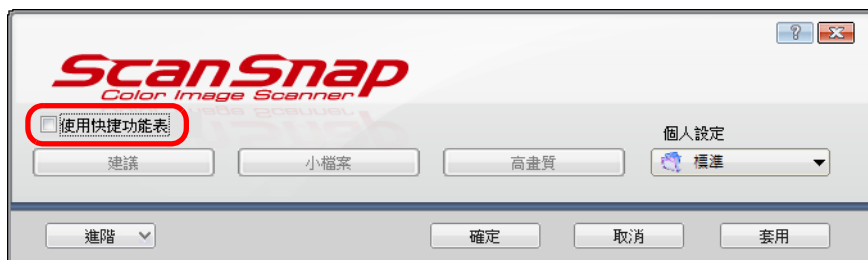 ScanSnap
Color Image Scanner
使用快捷功能表
個人設定
建議
小檔案
高畫質
標準
進階
確定
取消
套用